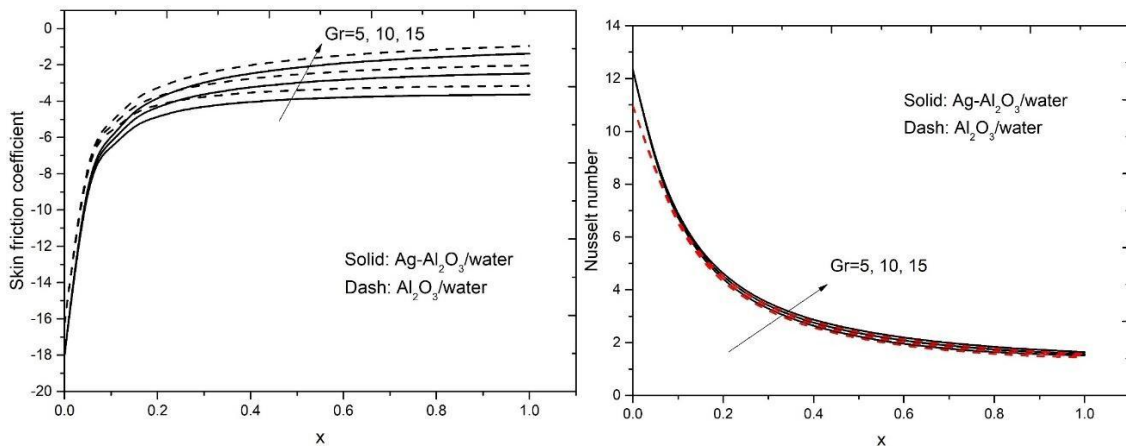 0
-2
-4
-6
-8
-10
-12
-14
-16
-18
-20
Skin friction coefficient
Gr=5, 10, 15
Solid: Ag-Al₂O₃/water
Dash: Al₂O₃/water
0.0 0.2 0.4 0.6 0.8 1.0
x
14
12
10
8
6
4
2
0
Nusselt number
Solid: Ag-Al₂O₃/water
Dash: Al₂O₃/water
Gr=5, 10, 15
0.0 0.2 0.4 0.6 0.8 1.0
x